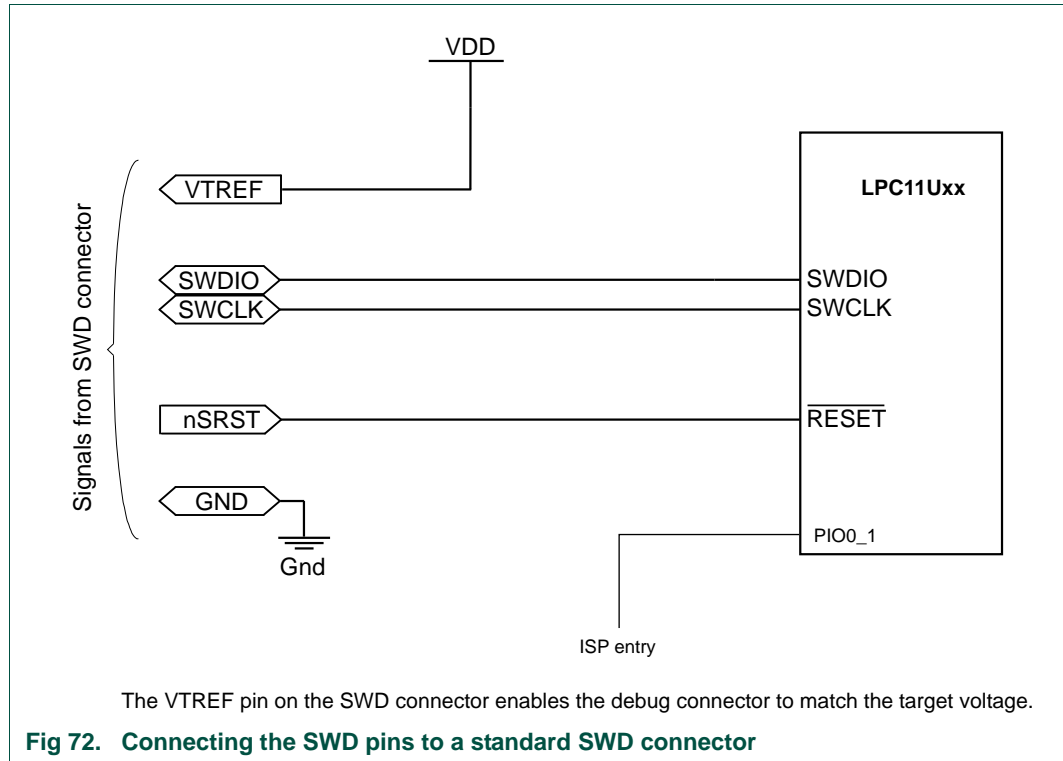 VDD
VTREF
LPC11Uxx
Signals from SWD connector
SWDIO
SWDIO
SWCLK
SWCLK
nSRST
RESET
GND
Gnd
PIO0_1
ISP entry
The VTREF pin on the SWD connector enables the debug connector to match the target voltage.
Fig 72. Connecting the SWD pins to a standard SWD connector